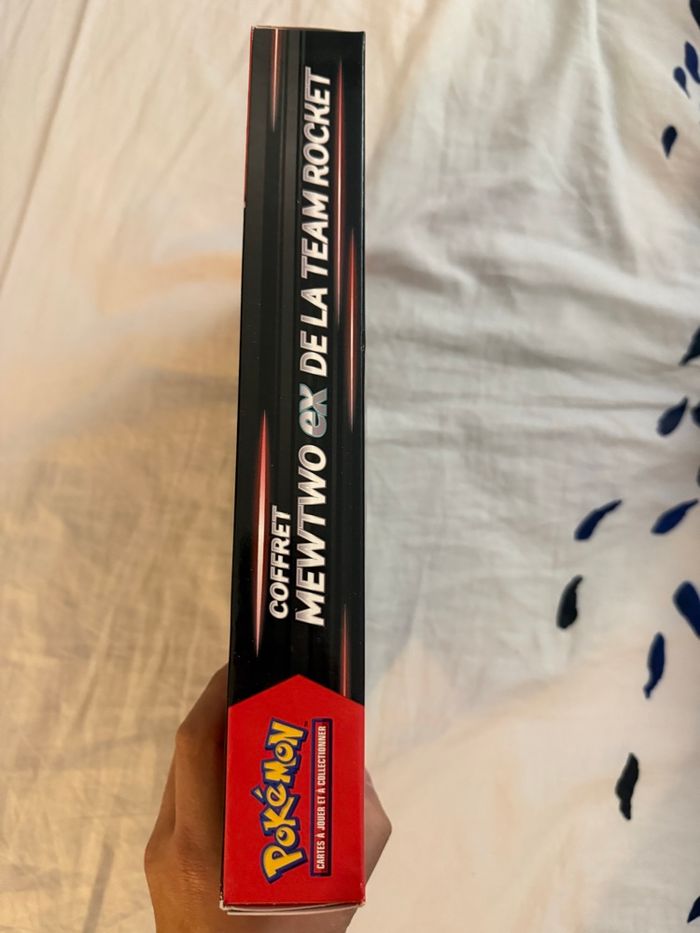 COFFRET
MEWTWO ex DE LA TEAM ROCKET
POKéMON
CARTES À JOUER ET À COLLECTIONNER